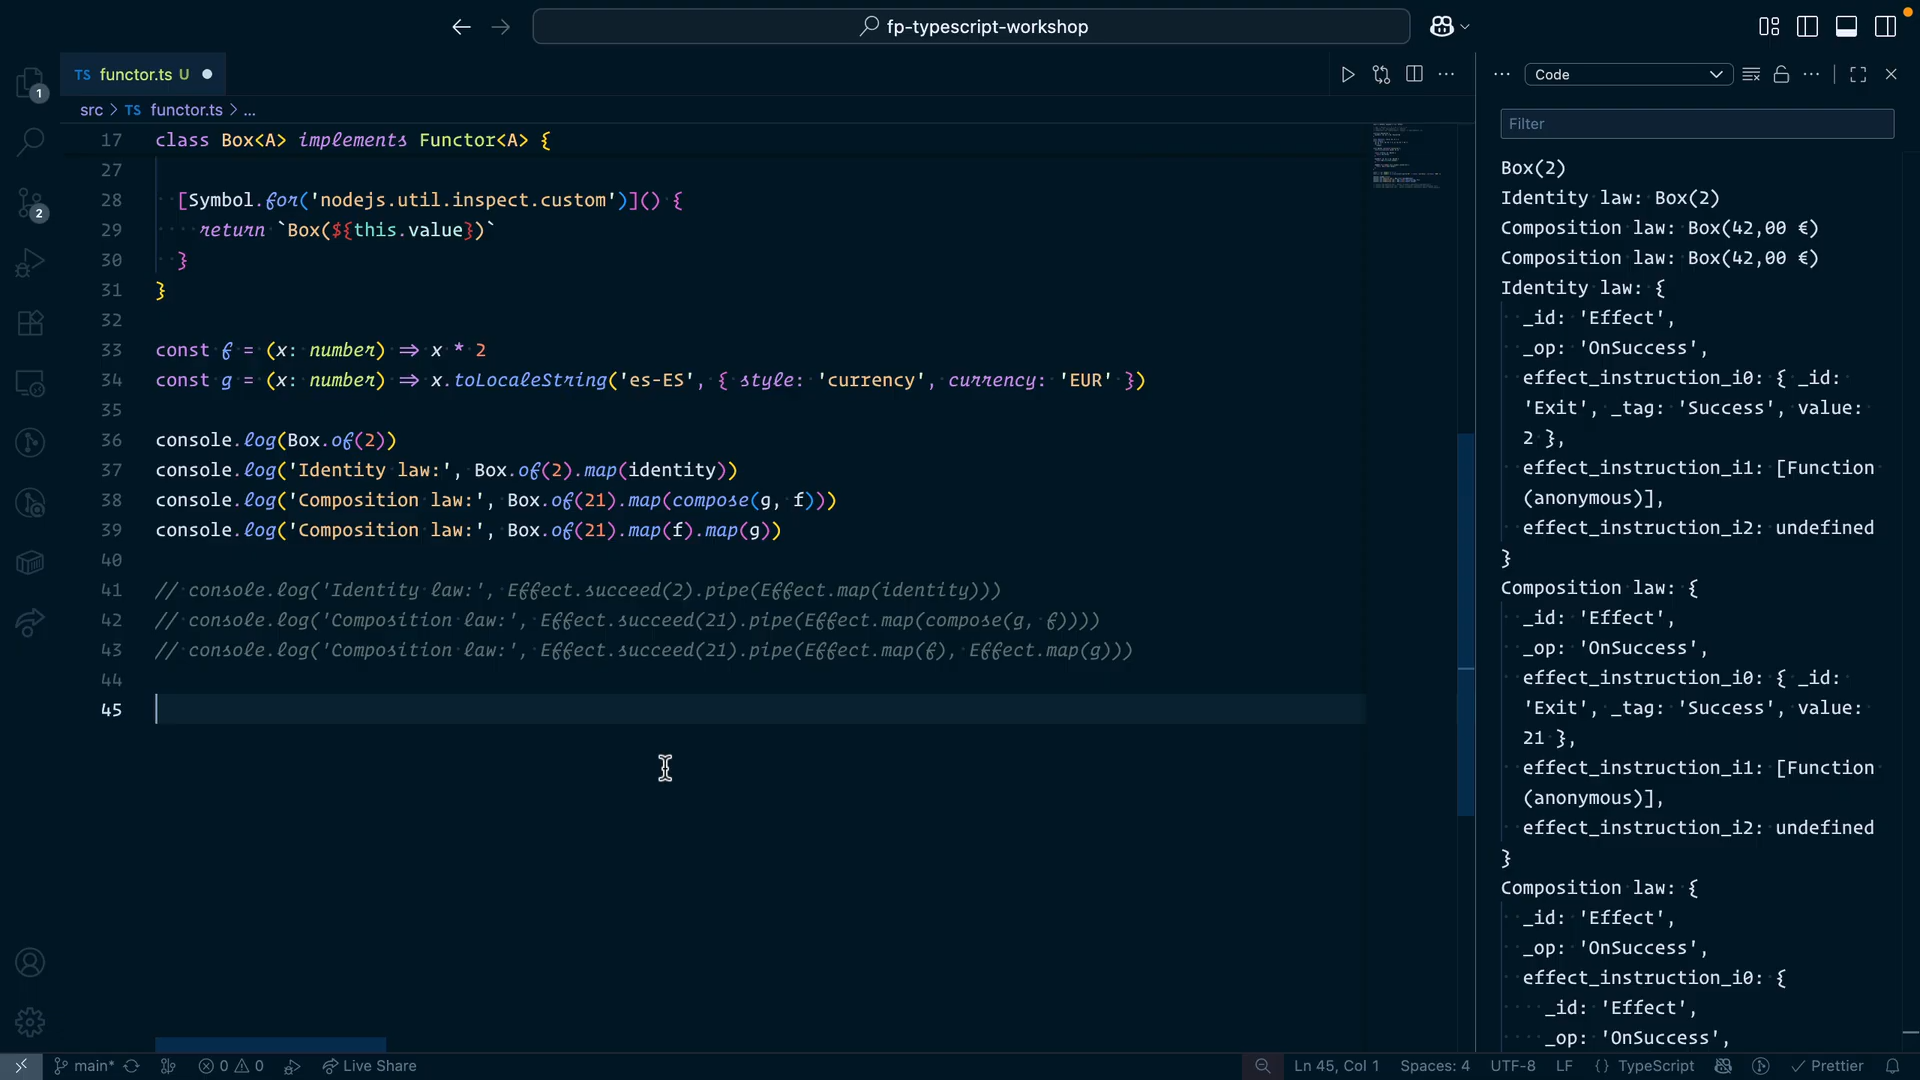 fp-typescript-workshop
TS functor.ts U
src > TS functor.ts > ...
Code
Filter
1
2
17 class Box<A> implements Functor<A> {
27
28 [Symbol.for('nodejs.util.inspect.custom')]() {
29 return `Box(${this.value})`
30 }
31 }
32
33 const f = (x: number) => x * 2
34 const g = (x: number) => x.toLocaleString('es-ES', { style: 'currency', currency: 'EUR' })
35
36 console.log(Box.of(2))
37 console.log('Identity law:', Box.of(2).map(identity))
38 console.log('Composition law:', Box.of(21).map(compose(g, f)))
39 console.log('Composition law:', Box.of(21).map(f).map(g))
40
41 // console.log('Identity law:', Effect.succeed(2).pipe(Effect.map(identity)))
42 // console.log('Composition law:', Effect.succeed(21).pipe(Effect.map(compose(g, f))))
43 // console.log('Composition law:', Effect.succeed(21).pipe(Effect.map(f), Effect.map(g)))
44
45
Box(2)
Identity law: Box(2)
Composition law: Box(42,00 €)
Composition law: Box(42,00 €)
Identity law: {
_id: 'Effect',
_op: 'OnSuccess',
effect_instruction_i0: { _id:
'Exit', _tag: 'Success', value:
2 },
effect_instruction_i1: [Function
(anonymous)],
effect_instruction_i2: undefined
}
Composition law: {
_id: 'Effect',
_op: 'OnSuccess',
effect_instruction_i0: { _id:
'Exit', _tag: 'Success', value:
21 },
effect_instruction_i1: [Function
(anonymous)],
effect_instruction_i2: undefined
}
Composition law: {
_id: 'Effect',
_op: 'OnSuccess',
effect_instruction_i0: {
_id: 'Effect',
_op: 'OnSuccess',
main* 0 0 Live Share Ln 45, Col 1 Spaces: 4 UTF-8 LF {} TypeScript Prettier